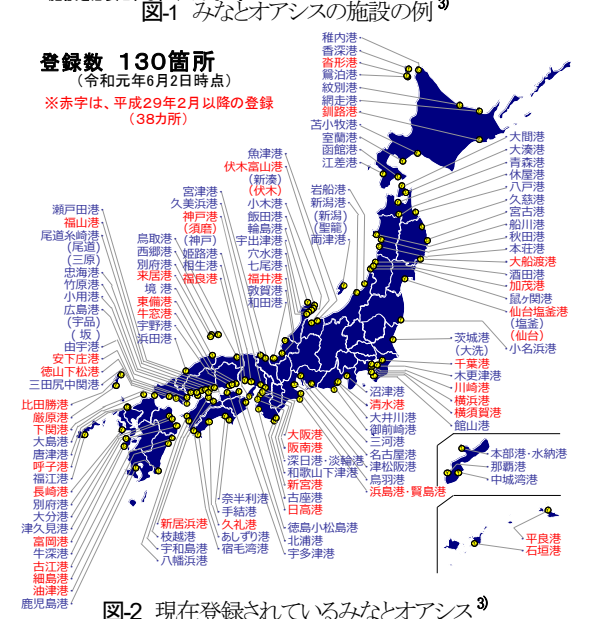 図-1 みなとオアシスの施設の例3)
登録数 130箇所
(令和元年6月2日時点)
※赤字は、平成29年2月以降の登録
(38カ所)
稚内港
香深港
沓形港
鴛泊港
紋別港
網走港
釧路港
苫小牧港
室蘭港
函館港
江差港
大間港
大湊港
青森港
休屋港
八戸港
久慈港
宮古港
船川港
秋田港
本荘港
大船渡港
酒田港
加茂港
鼠ヶ関港
仙台塩釜港
(塩釜)
(仙台)
小名浜港
魚津港
伏木富山港
(新湊)
(伏木)
小木港
飯田港
輪島港
宇出津港
穴水港
七尾港
福井港
敦賀港
和田港
岩船港
新潟港
(新潟)
(聖籠)
両津港
宮津港
久美浜港
神戸港
(須磨)
(神戸)
姫路港
相生港
福良港
鳥取港
西郷港
別府港
来居港
境 港
東備港
牛窓港
宇野港
浜田港
瀬戸田港
福山港
尾道糸崎港
(尾道)
(三原)
忠海港
竹原港
小用港
広島港
(宇品)
( 坂 )
由宇港
安下庄港
徳山下松港
三田尻中関港
比田勝港
厳原港
下関港
大島港
唐津港
呼子港
福江港
長崎港
別府港
大分港
津久見港
富岡港
牛深港
古江港
細島港
油津港
鹿児島港
新居浜港
枝越港
宇和島港
八幡浜港
奈半利港
手結港
久礼港
あしずり港
宿毛湾港
大阪港
阪南港
深日港・淡輪港
和歌山下津港
新宮港
古座港
日高港
徳島小松島港
北浦港
宇多津港
沼津港
清水港
大井川港
御前崎港
三河港
名古屋港
津松阪港
鳥羽港
浜島港・賢島港
茨城港
(大洗)
千葉港
木更津港
川崎港
横浜港
横須賀港
館山港
本部港・水納港
那覇港
中城湾港
平良港
石垣港
図-2 現在登録されているみなとオアシス3)